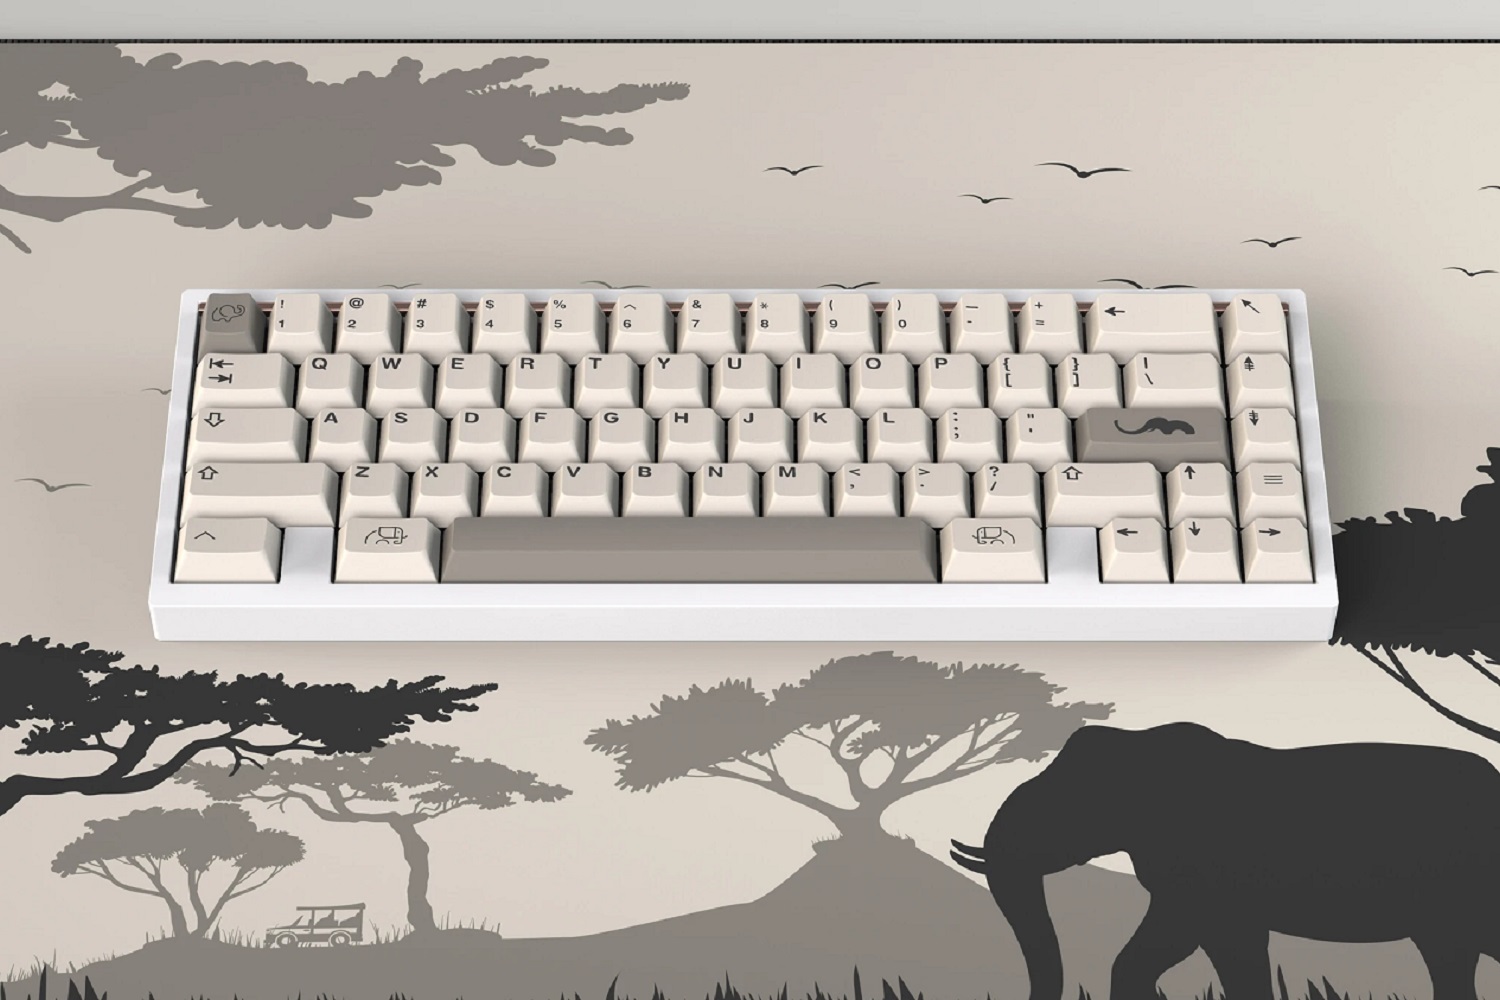 ! @ # $ % ^ & * ( ) — +
1 2 3 4 5 6 7 8 9 0 - = ←
Q W E R T Y U I O P { } |
[ ] \
A S D F G H J K L : "
; '
Z X C V B N M < > ? ↑
, . /
← ↓ →